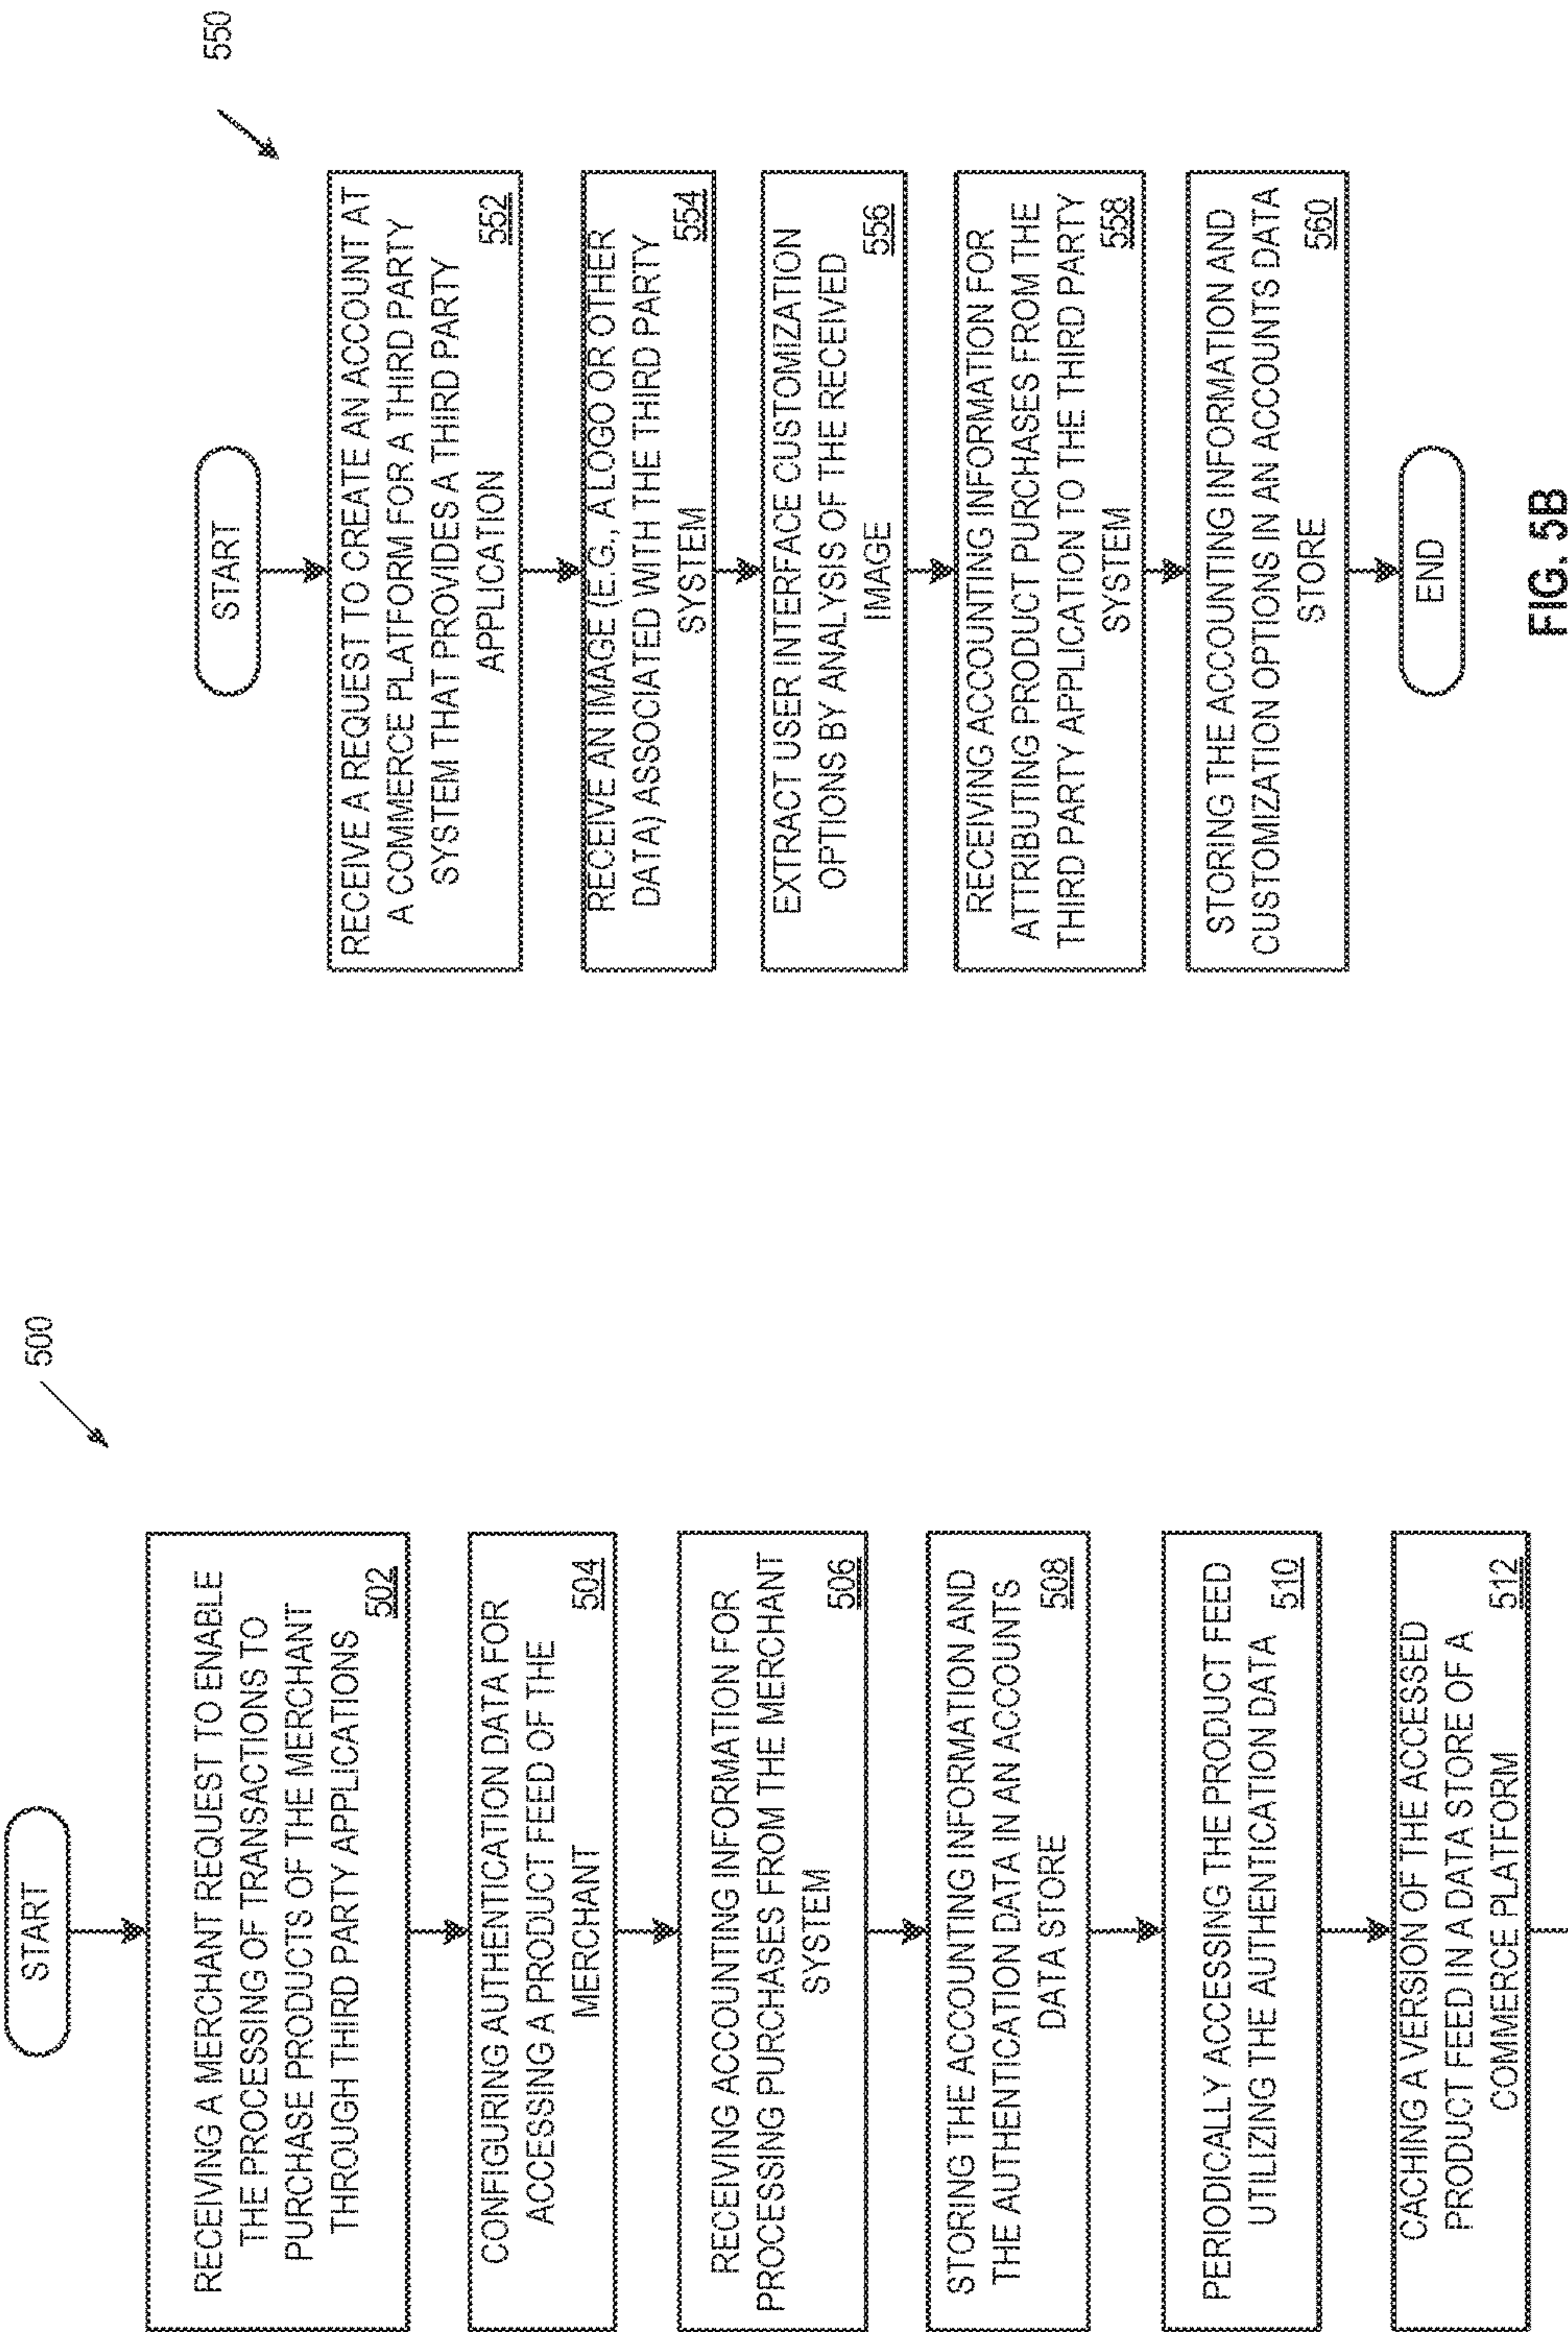 500
START
RECEIVING A MERCHANT REQUEST TO ENABLE
THE PROCESSING OF TRANSACTIONS TO
PURCHASE PRODUCTS OF THE MERCHANT
THROUGH THIRD PARTY APPLICATIONS
502
CONFIGURING AUTHENTICATION DATA FOR
ACCESSING A PRODUCT FEED OF THE
MERCHANT
504
RECEIVING ACCOUNTING INFORMATION FOR
PROCESSING PURCHASES FROM THE MERCHANT
SYSTEM
506
STORING THE ACCOUNTING INFORMATION AND
THE AUTHENTICATION DATA IN AN ACCOUNTS
DATA STORE
508
PERIODICALLY ACCESSING THE PRODUCT FEED
UTILIZING THE AUTHENTICATION DATA
510
CACHING A VERSION OF THE ACCESSED
PRODUCT FEED IN A DATA STORE OF A
COMMERCE PLATFORM
512
550
START
RECEIVE A REQUEST TO CREATE AN ACCOUNT AT
A COMMERCE PLATFORM FOR A THIRD PARTY
SYSTEM THAT PROVIDES A THIRD PARTY
APPLICATION
552
RECEIVE AN IMAGE (E.G., A LOGO OR OTHER
DATA) ASSOCIATED WITH THE THIRD PARTY
SYSTEM
554
EXTRACT USER INTERFACE CUSTOMIZATION
OPTIONS BY ANALYSIS OF THE RECEIVED
IMAGE
556
RECEIVING ACCOUNTING INFORMATION FOR
ATTRIBUTING PRODUCT PURCHASES FROM THE
THIRD PARTY APPLICATION TO THE THIRD PARTY
SYSTEM
558
STORING THE ACCOUNTING INFORMATION AND
CUSTOMIZATION OPTIONS IN AN ACCOUNTS DATA
STORE
560
END
FIG. 5B